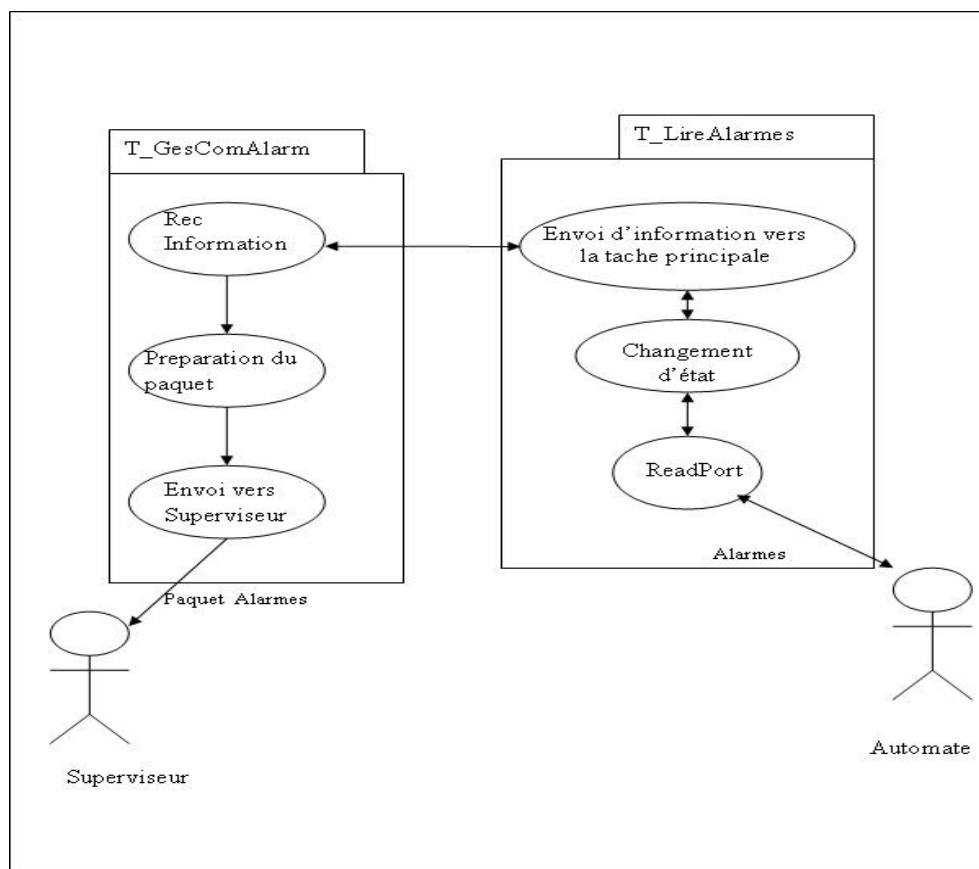 T_GesComAlarm
Rec
Information
Preparation du
paquet
Envoi vers
Superviseur
Paquet Alarmes
Superviseur
T_LireAlarmes
Envoi d'information vers
la tache principale
Changement
d'état
ReadPort
Alarmes
Automate